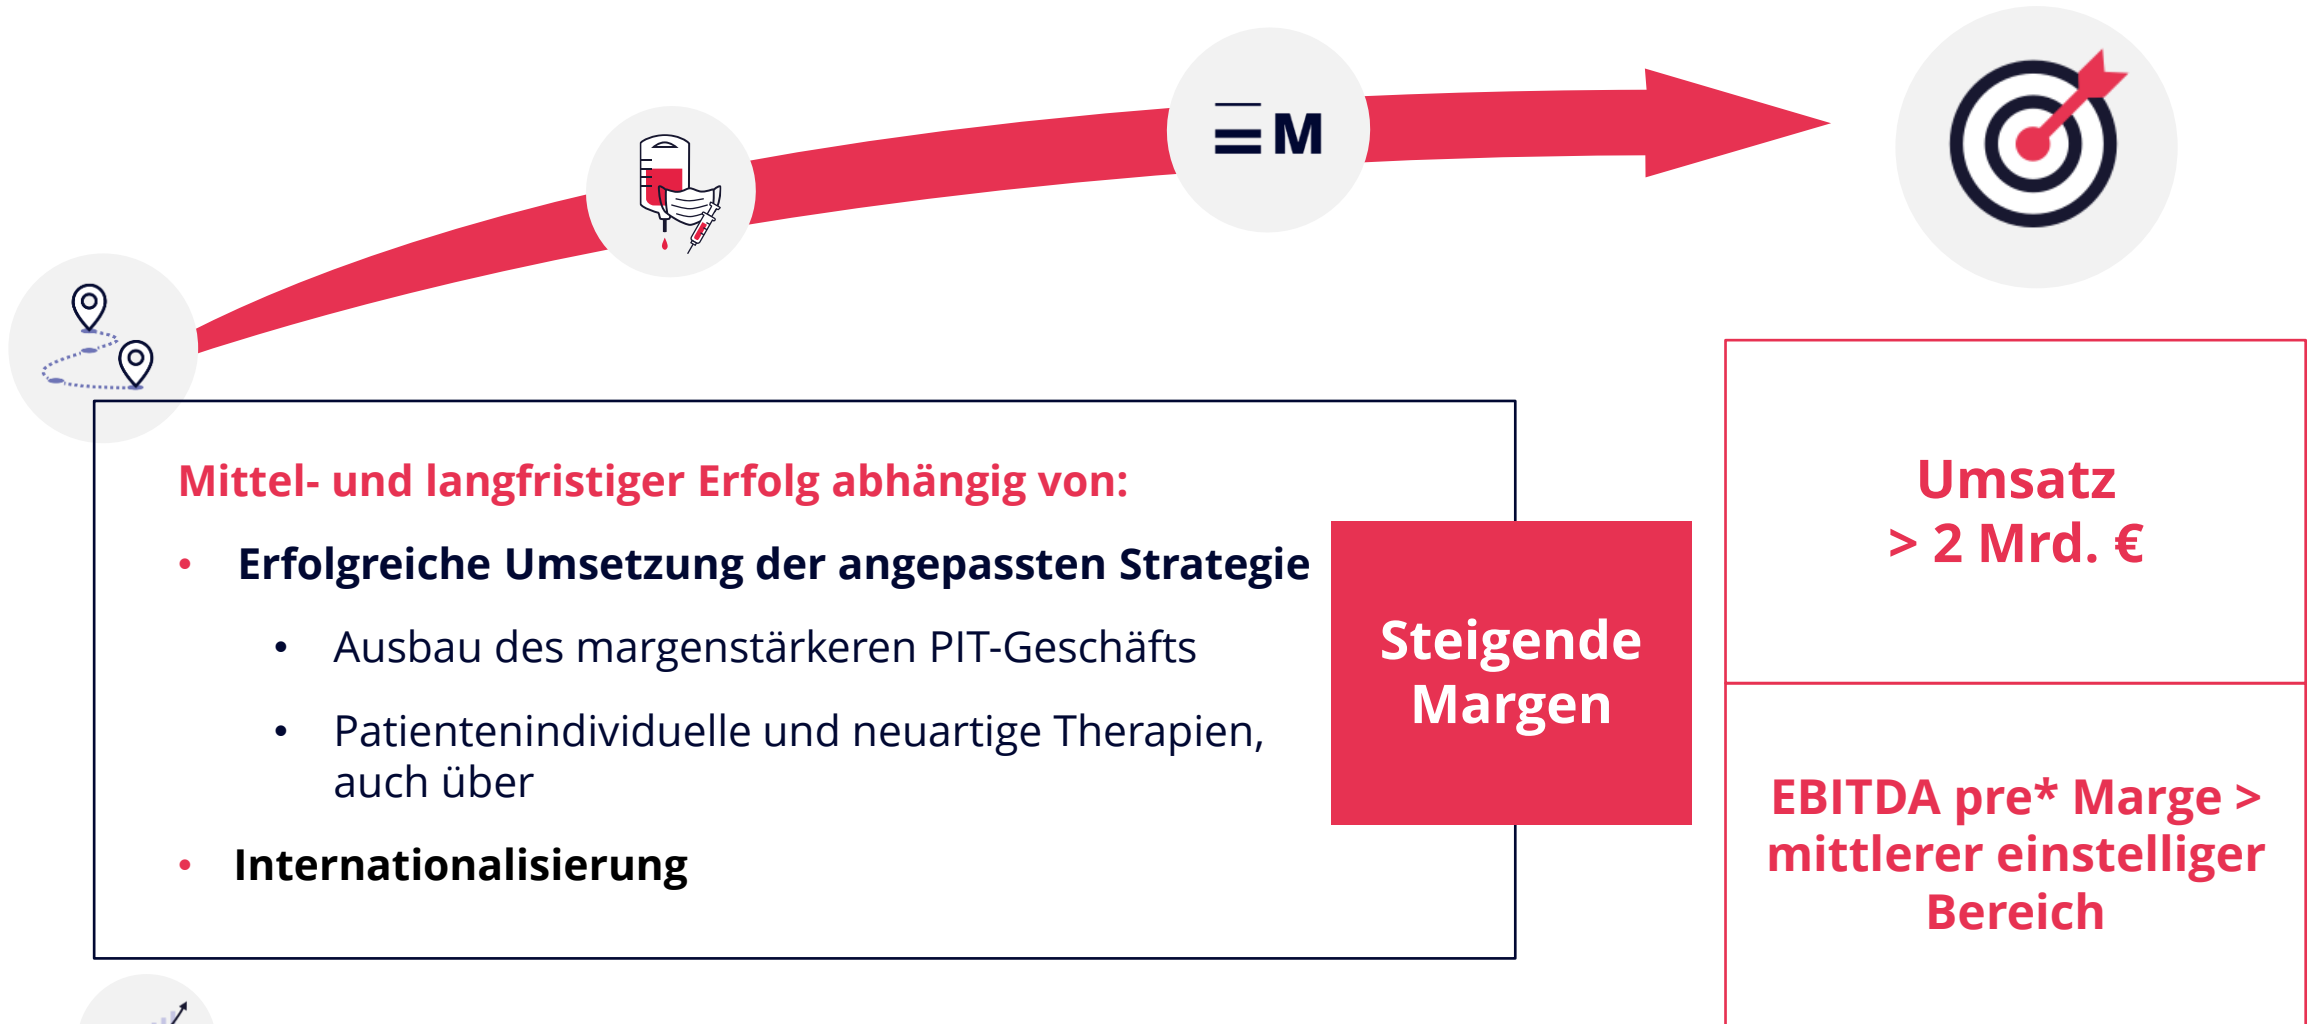 M
Mittel- und langfristiger Erfolg abhängig von:
• Erfolgreiche Umsetzung der angepassten Strategie
• Ausbau des margenstärkeren PIT-Geschäfts
• Patientenindividuelle und neuartige Therapien,
auch über
• Internationalisierung
Steigende
Margen
Umsatz
> 2 Mrd. €
EBITDA pre* Marge >
mittlerer einstelliger
Bereich